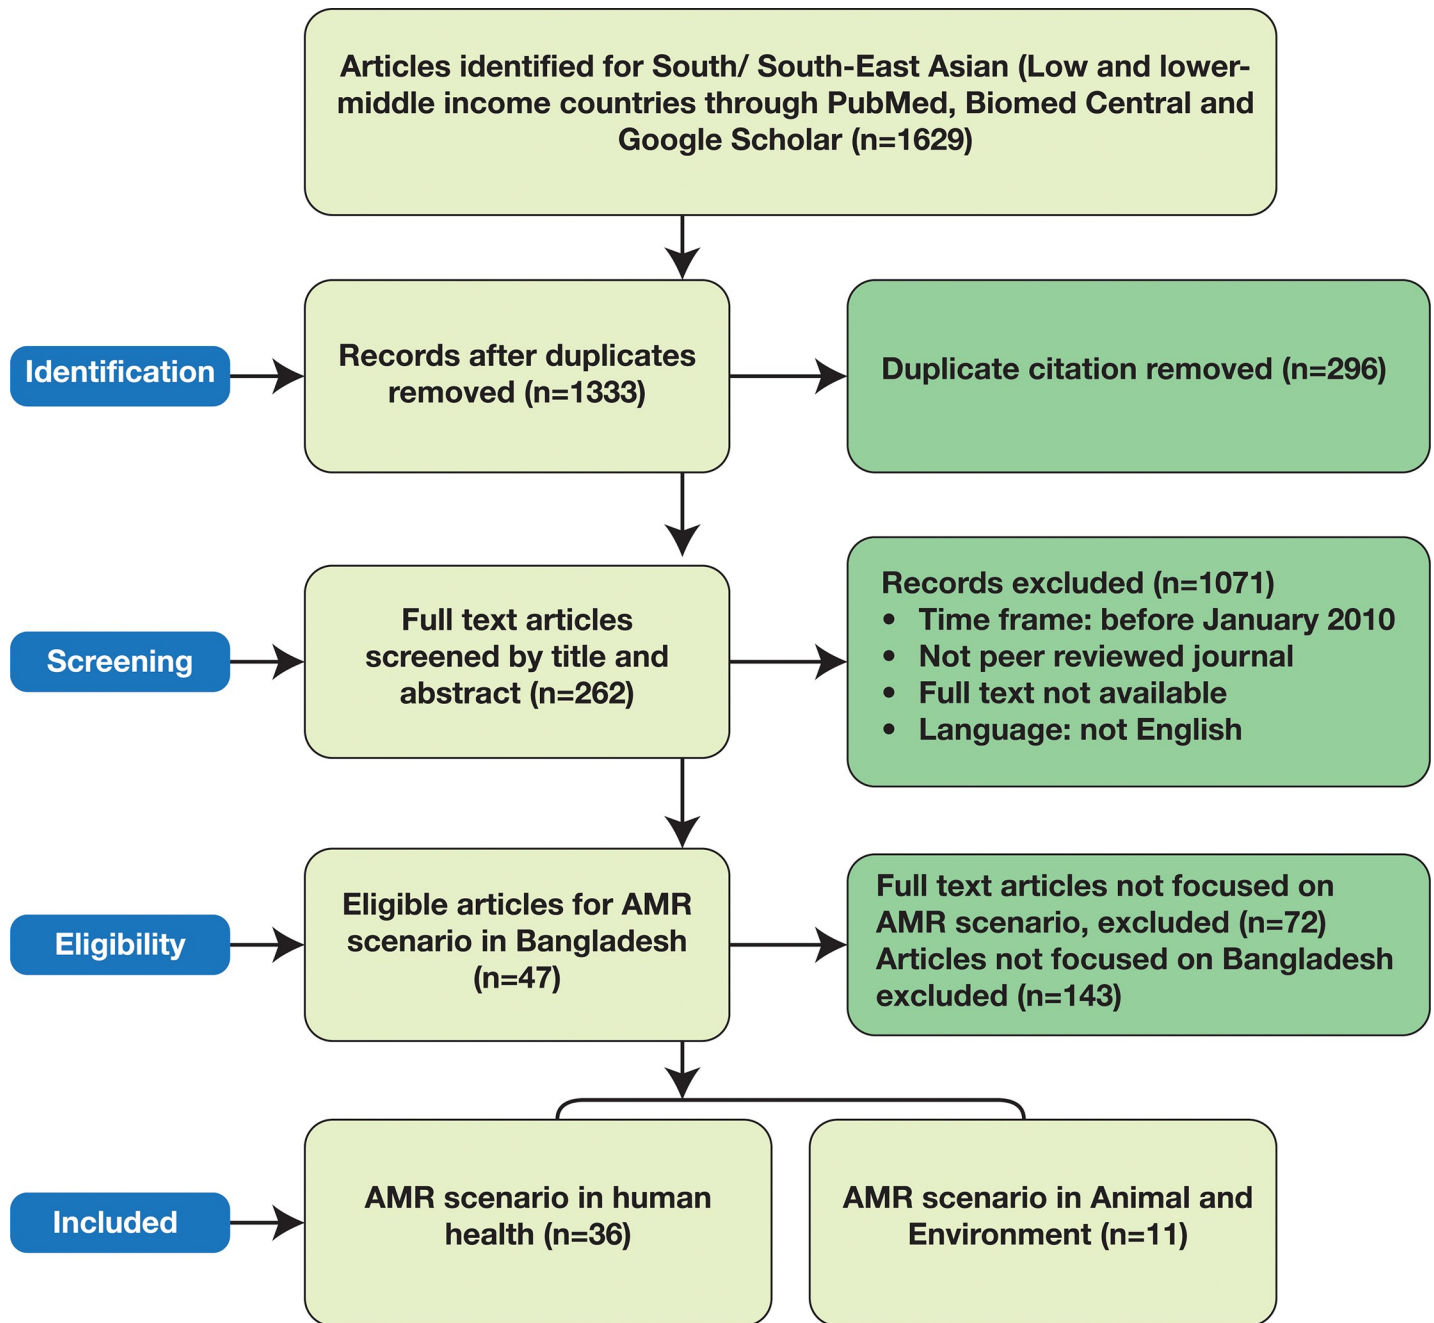 Articles identified for South/ South-East Asian (Low and lower-
middle income countries through PubMed, Biomed Central and
Google Scholar (n=1629)
Identification
Records after duplicates
removed (n=1333)
Duplicate citation removed (n=296)
Screening
Full text articles
screened by title and
abstract (n=262)
Records excluded (n=1071)
• Time frame: before January 2010
• Not peer reviewed journal
• Full text not available
• Language: not English
Eligibility
Eligible articles for AMR
scenario in Bangladesh
(n=47)
Full text articles not focused on
AMR scenario, excluded (n=72)
Articles not focused on Bangladesh
excluded (n=143)
Included
AMR scenario in human
health (n=36)
AMR scenario in Animal and
Environment (n=11)